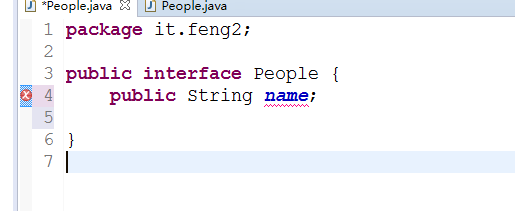 *People.java People.java
1 package it.feng2;
2
3 public interface People {
4 public String name;
5
6 }
7